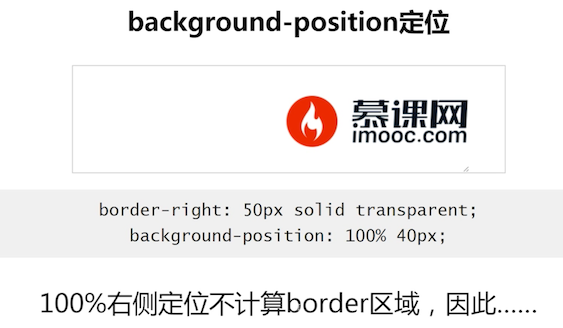 background-position定位
慕课网
imooc.com
border-right: 50px solid transparent;
background-position: 100% 40px;
100%右侧定位不计算border区域，因此……